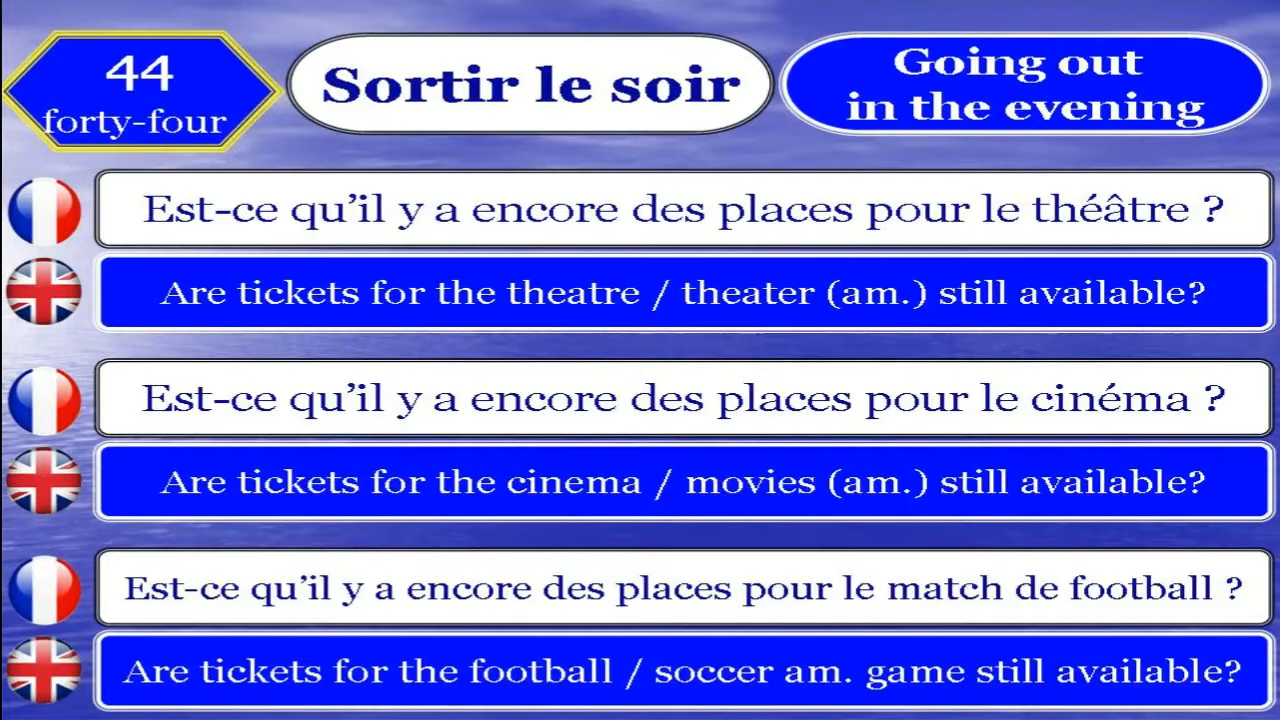 44
forty-four
Sortir le soir
Going out
in the evening
Est-ce qu’il y a encore des places pour le théâtre ?
Are tickets for the theatre / theater (am.) still available?
Est-ce qu’il y a encore des places pour le cinéma ?
Are tickets for the cinema / movies (am.) still available?
Est-ce qu’il y a encore des places pour le match de football ?
Are tickets for the football / soccer am. game still available?